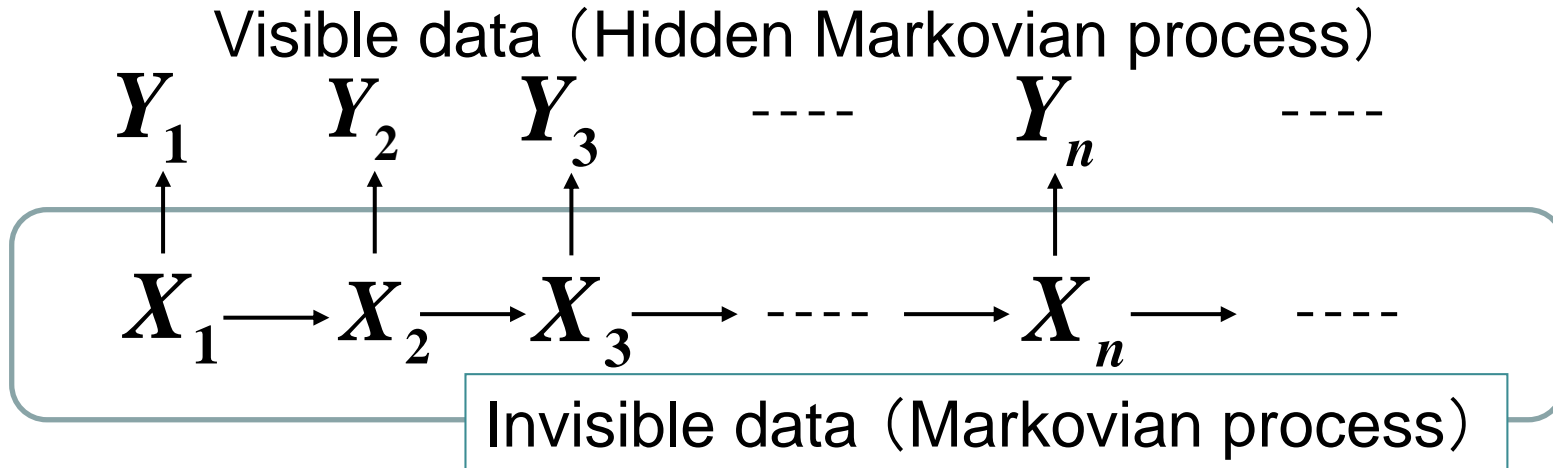 Visible data（Hidden Markovian process）
Y₁ Y₂ Y₃ ---- Yₙ ----
X₁ X₂ X₃ ---- Xₙ ----
Invisible data（Markovian process）